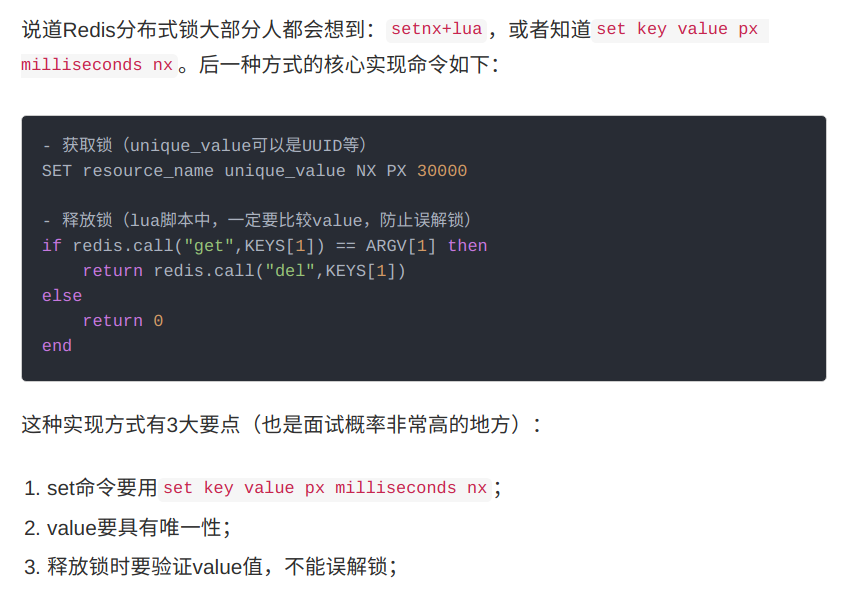 说道Redis分布式锁大部分人都会想到：setnx+lua，或者知道set key value px
milliseconds nx。后一种方式的核心实现命令如下：
- 获取锁（unique_value可以是UUID等）
SET resource_name unique_value NX PX 30000
- 释放锁（lua脚本中，一定要比较value，防止误解锁）
if redis.call("get",KEYS[1]) == ARGV[1] then
    return redis.call("del",KEYS[1])
else
    return 0
end
这种实现方式有3大要点（也是面试概率非常高的地方）：
1. set命令要用set key value px milliseconds nx；
2. value要具有唯一性；
3. 释放锁时要验证value值，不能误解锁；